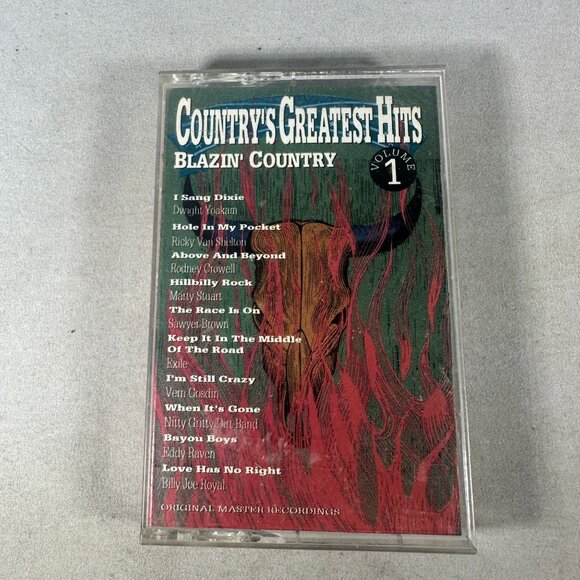 COUNTRY'S GREATEST HITS
BLAZIN' COUNTRY
VOLUME
1
I Sang Dixie
Dwight Yoakam
Hole In My Pocket
Ricky Van Shelton
Above And Beyond
Rodney Crowell
Hillbilly Rock
Marty Stuart
The Race Is On
Sawyer Brown
Keep It In The Middle
Of The Road
Exile
I'm Still Crazy
Vern Gosdin
When It's Gone
Nitty Gritty Dirt Band
Bayou Boys
Eddy Raven
Love Has No Right
Billy Joe Royal
ORIGINAL MASTER RECORDINGS